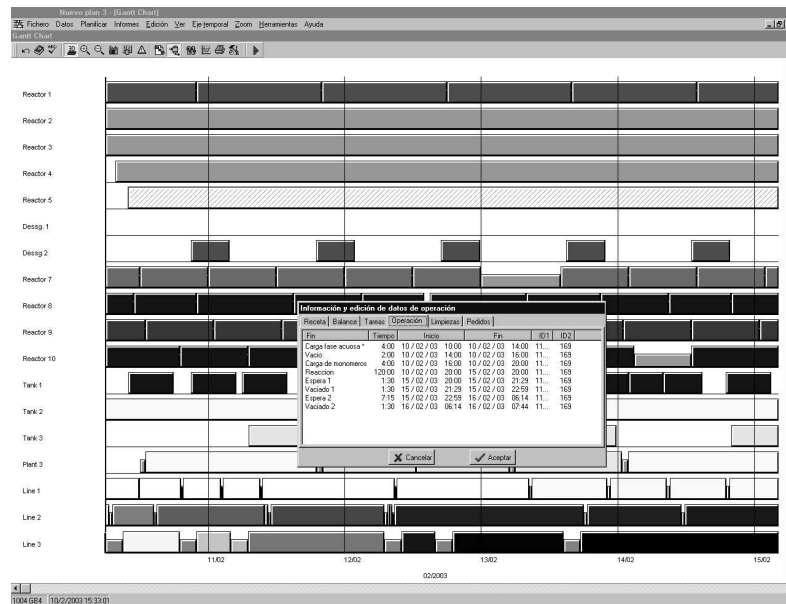 Nuevo plan 3 - [Gantt Chart]
Fichero Datos Planificar Informes Edición Ver Eje temporal Zoom Herramientas Ayuda
Gantt Chart
Reactor 1
Reactor 2
Reactor 3
Reactor 4
Reactor 5
Dessg. 1
Dessg 2
Reactor 7
Reactor 8
Reactor 9
Reactor 10
Tank 1
Tank 2
Tank 3
Plant 3
Line 1
Line 2
Line 3
Información y edición de datos de operación
Receta Balance Tareas Operación Limpiezas Pedidos
Fin Tiempo Inicio Fin ID1 ID2
Carga fase acuosa * 4:00 10 / 02 / 03 10:00 10 / 02 / 03 14:00 11... 169
Vacio 2:00 10 / 02 / 03 14:00 10 / 02 / 03 16:00 11... 169
Carga de monomeros 4:00 10 / 02 / 03 16:00 10 / 02 / 03 20:00 11... 169
Reaccion 120:00 10 / 02 / 03 20:00 15 / 02 / 03 20:00 11... 169
Espera 1 1:30 15 / 02 / 03 20:00 15 / 02 / 03 21:29 11... 169
Vaciado 1 1:30 15 / 02 / 03 21:29 15 / 02 / 03 22:59 11... 169
Espera 2 7:15 15 / 02 / 03 22:59 16 / 02 / 03 06:14 11... 169
Vaciado 2 1:30 16 / 02 / 03 06:14 16 / 02 / 03 07:44 11... 169
Cancelar Aceptar
11/02 12/02 13/02 14/02 15/02
02/2003
1004 GB4 10/2/2003 15:33:01